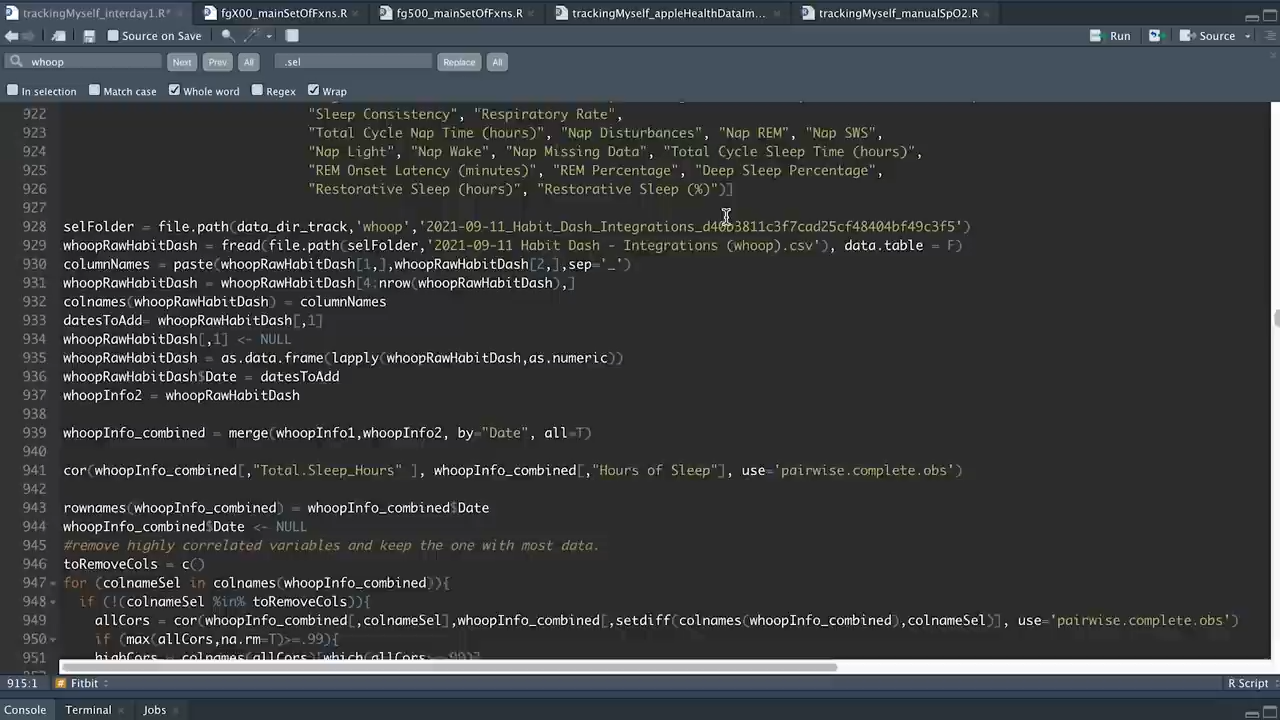 trackingMyself_interday1.R* × fgX00_mainSetOfFxns.R × fg500_mainSetOfFxns.R × trackingMyself_appleHealthDataIm... × trackingMyself_manualSpO2.R ×
Source on Save Run Source
whoop Next Prev All .sel Replace All
In selection Match case Whole word Regex Wrap
922 "Sleep Consistency", "Respiratory Rate",
923 "Total Cycle Nap Time (hours)", "Nap Disturbances", "Nap REM", "Nap SWS",
924 "Nap Light", "Nap Wake", "Nap Missing Data", "Total Cycle Sleep Time (hours)",
925 "REM Onset Latency (minutes)", "REM Percentage", "Deep Sleep Percentage",
926 "Restorative Sleep (hours)", "Restorative Sleep (%)")]
927
928 selFolder = file.path(data_dir_track,'whoop','2021-09-11_Habit_Dash_Integrations_
929 whoopRawHabitDash = fread(file.path(selFolder,'2021-09-11 Habit Dash - Integrations (whoop).csv'), data.table = F)
930 columnNames = paste(whoopRawHabitDash[1,],whoopRawHabitDash[2,],sep='_')
931 whoopRawHabitDash = whoopRawHabitDash[4:nrow(whoopRawHabitDash),]
932 colnames(whoopRawHabitDash) = columnNames
933 datesToAdd= whoopRawHabitDash[,1]
934 whoopRawHabitDash[,1] <- NULL
935 whoopRawHabitDash = as.data.frame(lapply(whoopRawHabitDash,as.numeric))
936 whoopRawHabitDash$Date = datesToAdd
937 whoopInfo2 = whoopRawHabitDash
938
939 whoopInfo_combined = merge(whoopInfo1,whoopInfo2, by="Date", all=T)
940
941 cor(whoopInfo_combined[,"Total.Sleep_Hours" ], whoopInfo_combined[,"Hours of Sleep"], use='pairwise.complete.obs')
942
943 rownames(whoopInfo_combined) = whoopInfo_combined$Date
944 whoopInfo_combined$Date <- NULL
945 #remove highly correlated variables and keep the one with most data.
946 toRemoveCols = c()
947 for (colnameSel in colnames(whoopInfo_combined)){
948 if (!(colnameSel %in% toRemoveCols)){
949 allCors = cor(whoopInfo_combined[,colnameSel],whoopInfo_combined[,setdiff(colnames(whoopInfo_combined),colnameSel)], use='pairwise.complete.obs')
950 if (max(allCors,na.rm=T)>=.99){
951 highCors = colnames(allCors)[which(allCors>=.99)]
915:1 # Fitbit R Script
Console Terminal × Jobs ×